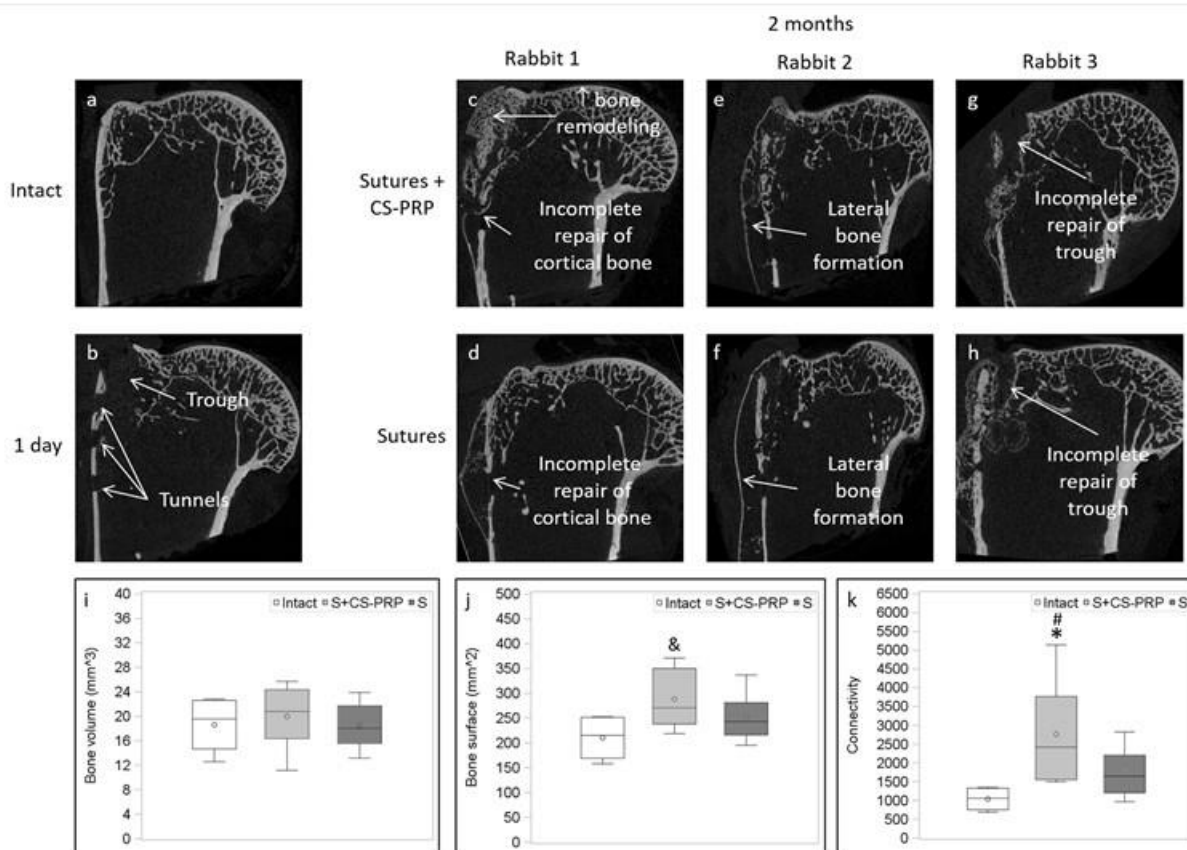 2 months
Rabbit 1
Rabbit 2
Rabbit 3
Intact
a
Sutures +
CS-PRP
c
bone
remodeling
Incomplete
repair of
cortical bone
e
Lateral
bone
formation
g
Incomplete
repair of
trough
1 day
b
Trough
Tunnels
Sutures
d
Incomplete
repair of
cortical bone
f
Lateral
bone
formation
h
Incomplete
repair of
trough
i
Intact S+CS-PRP S
Bone volume (mm^3)
40
36
32
28
24
20
16
12
8
4
0
j
Intact S+CS-PRP S
Bone surface (mm^2)
500
450
400
350
300
250
200
150
100
50
0
&
k
Intact S+CS-PRP S
Connectivity
6500
6000
5500
5000
4500
4000
3500
3000
2500
2000
1500
1000
500
0
#
*